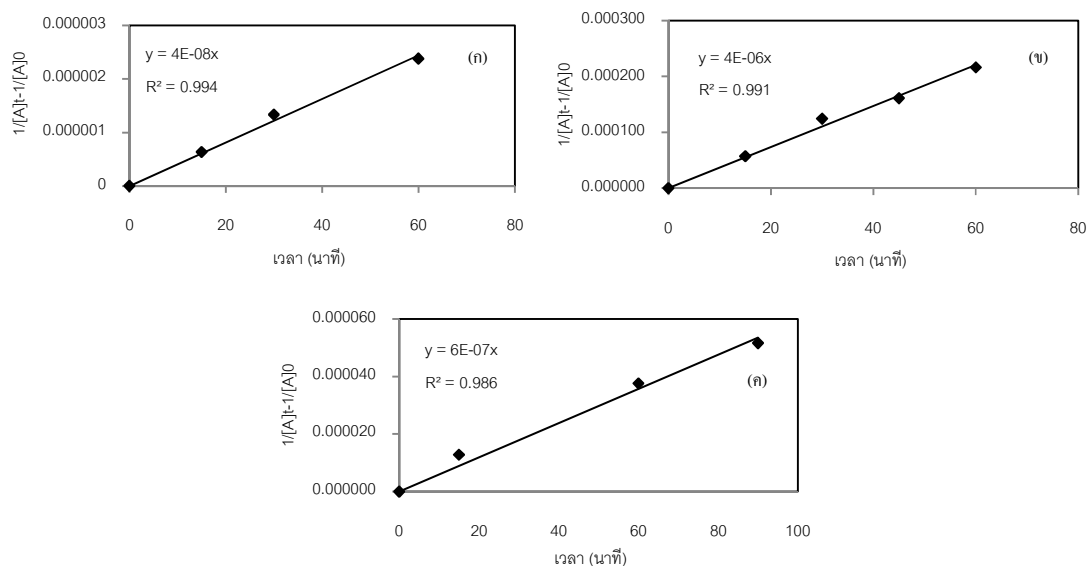 0.000003
0.000002
0.000001
0
1/[A]t-1/[A]0
y = 4E-08x
R² = 0.994
(ก)
0 20 40 60 80
เวลา (นาที)
0.000300
0.000200
0.000100
0.000000
1/[A]t-1/[A]0
y = 4E-06x
R² = 0.991
(ข)
0 20 40 60 80
เวลา (นาที)
0.000060
0.000040
0.000020
0.000000
1/[A]t-1/[A]0
y = 6E-07x
R² = 0.986
(ค)
0 20 40 60 80 100
เวลา (นาที)